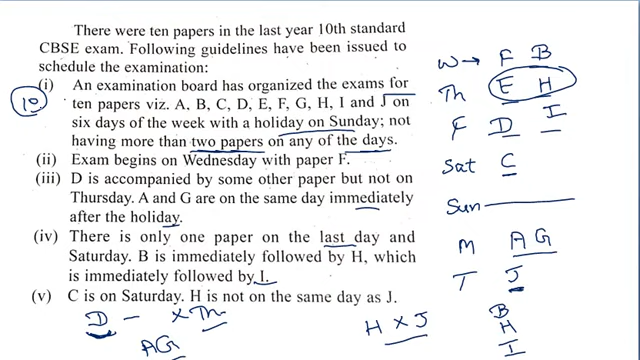 There were ten papers in the last year 10th standard
CBSE exam. Following guidelines have been issued to
schedule the examination:
(i) An examination board has organized the exams for
ten papers viz. A, B, C, D, E, F, G, H, I and J on
six days of the week with a holiday on Sunday; not
having more than two papers on any of the days.
(ii) Exam begins on Wednesday with paper F.
(iii) D is accompanied by some other paper but not on
Thursday. A and G are on the same day immediately
after the holiday.
(iv) There is only one paper on the last day and
Saturday. B is immediately followed by H, which
is immediately followed by I.
(v) C is on Saturday. H is not on the same day as J.
10
D - × Th
AG
H × J
W → F B
Th E H
F D I
Sat C
Sun
M A G
T J
B
H
I